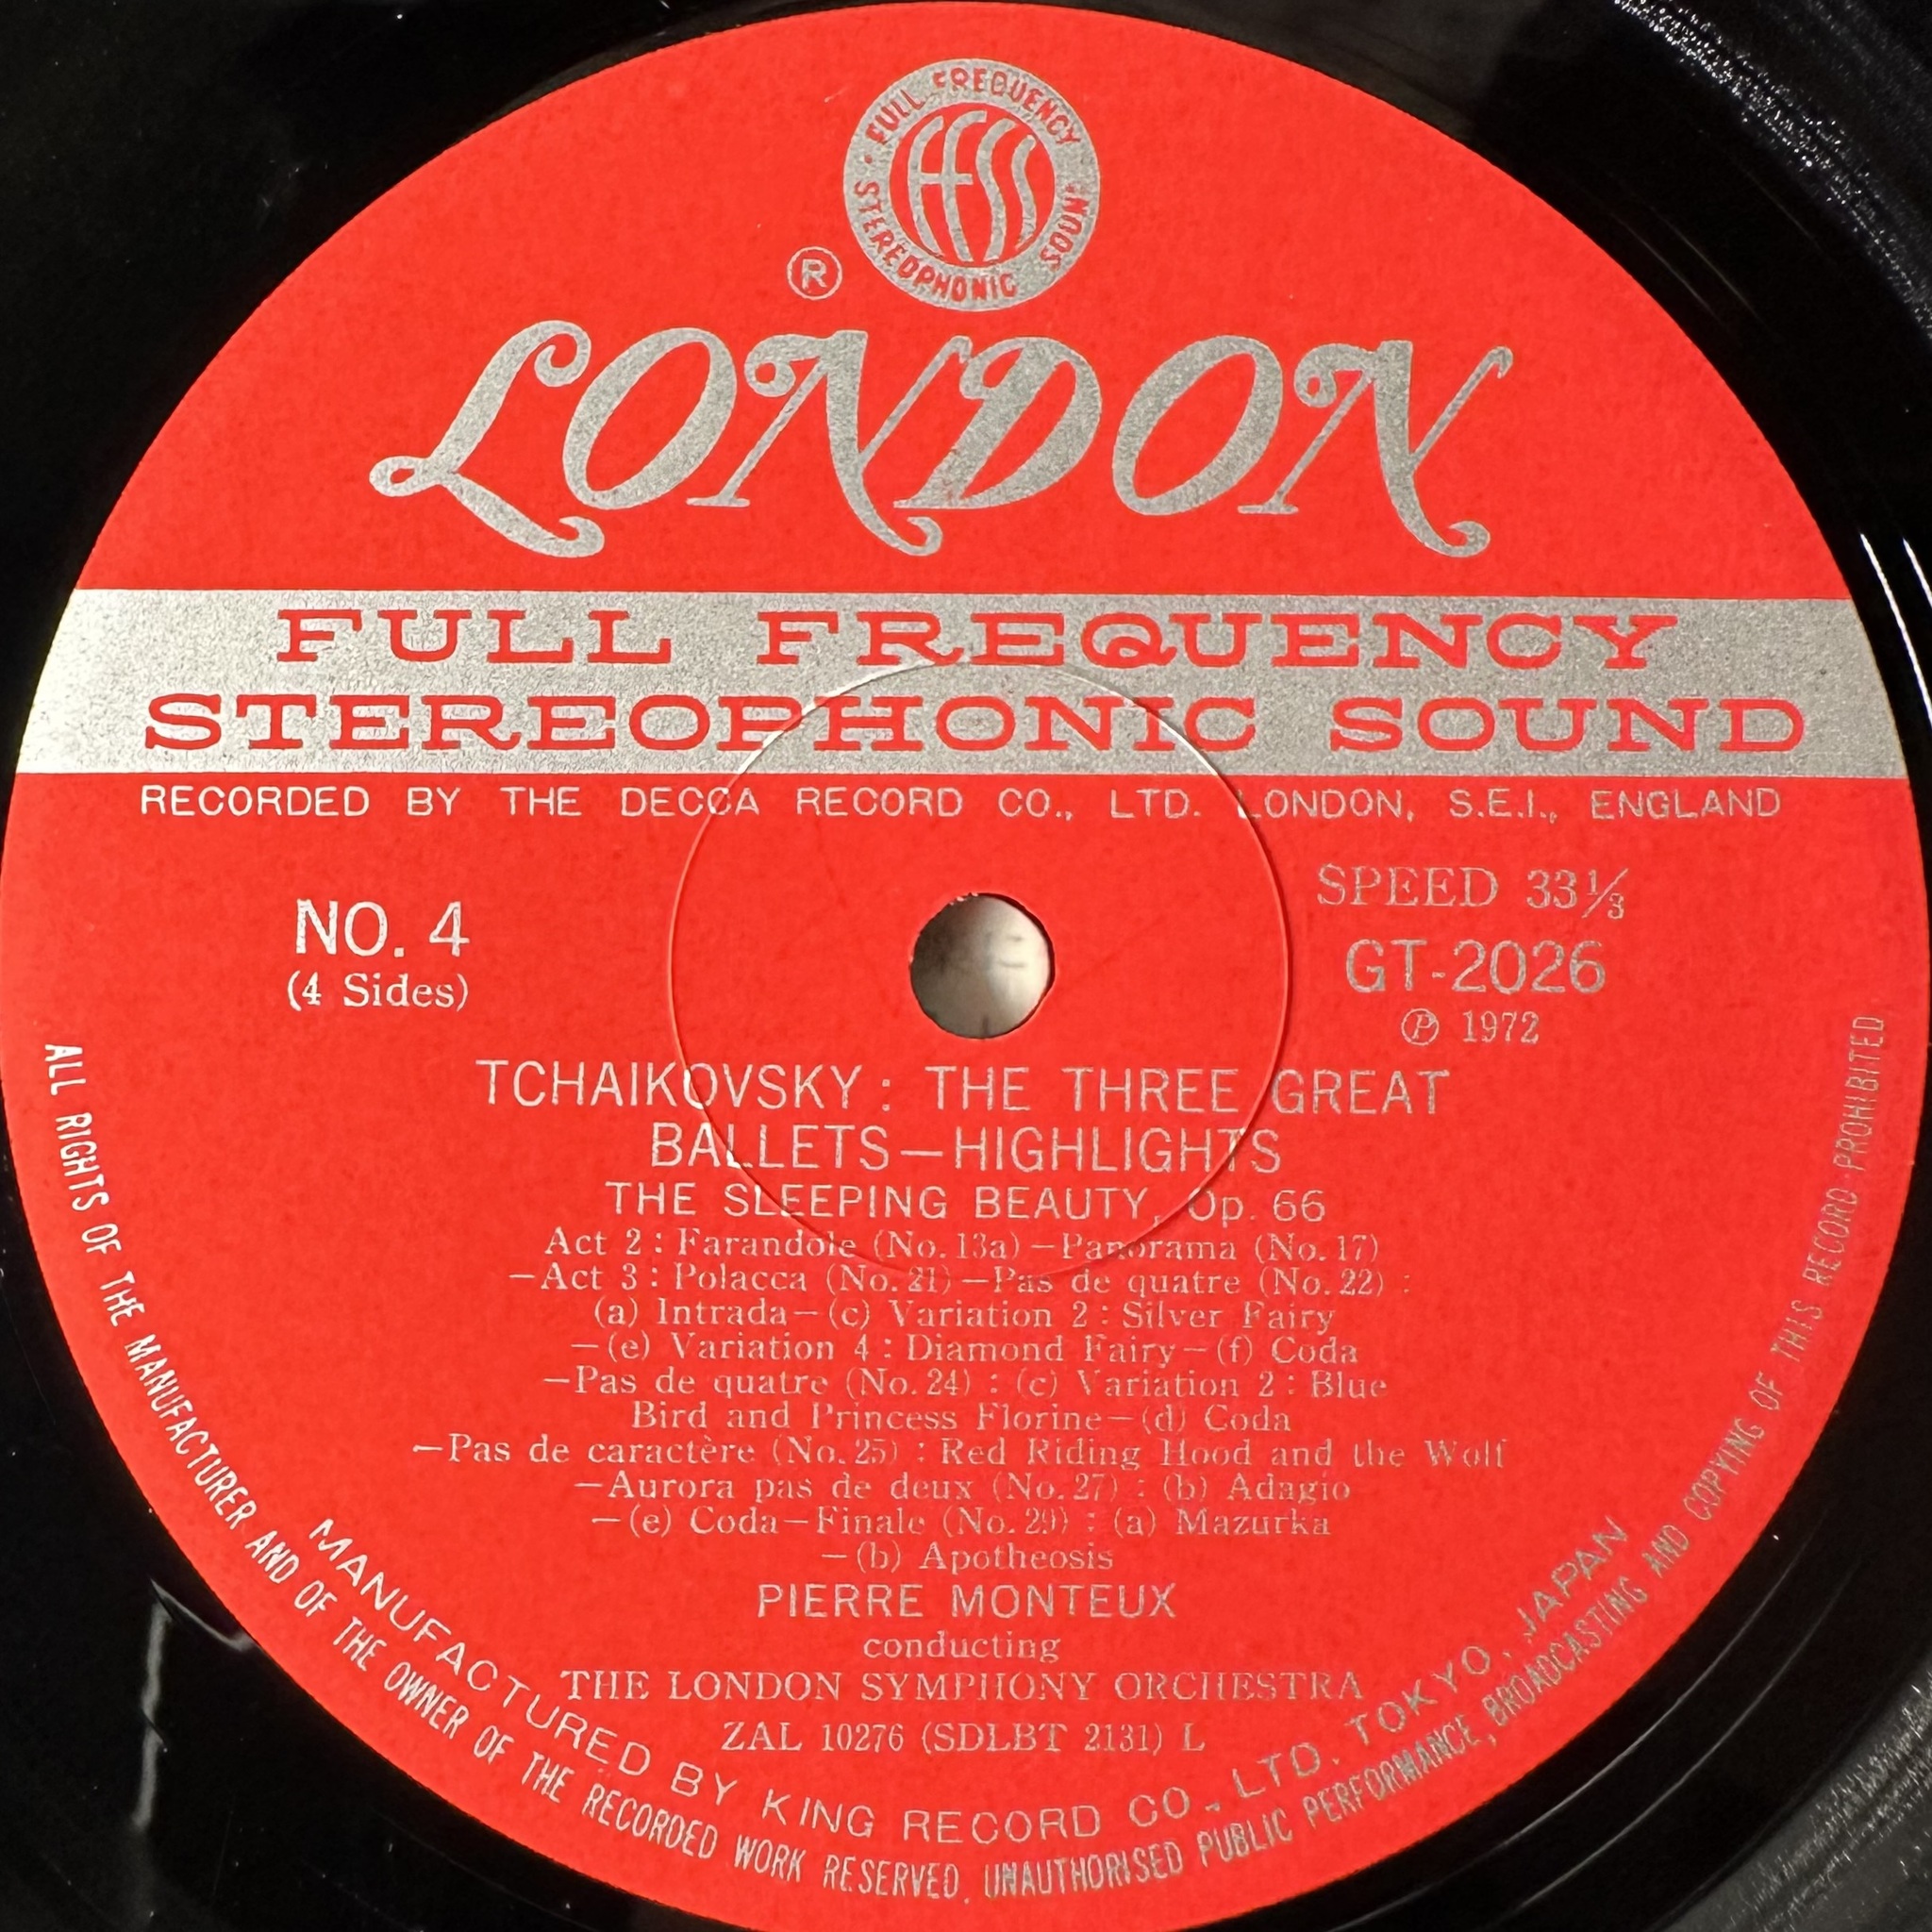 FULL FREQUENCY
ffss
STEREOPHONIC SOUND
®
LONDON
FULL FREQUENCY
STEREOPHONIC SOUND
RECORDED BY THE DECCA RECORD CO., LTD. LONDON, S.E.I., ENGLAND
NO. 4
(4 Sides)
SPEED 33⅓
GT-2026
Ⓟ 1972
TCHAIKOVSKY: THE THREE GREAT
BALLETS—HIGHLIGHTS
THE SLEEPING BEAUTY, Op. 66
Act 2: Farandole (No. 13a)—Panorama (No. 17)
—Act 3: Polacca (No. 21)—Pas de quatre (No. 22) :
(a) Intrada—(c) Variation 2: Silver Fairy
—(e) Variation 4: Diamond Fairy—(f) Coda
—Pas de quatre (No. 24) : (c) Variation 2: Blue
Bird and Princess Florine—(d) Coda
—Pas de caractère (No. 25) : Red Riding Hood and the Wolf
—Aurora pas de deux (No. 27) : (b) Adagio
—(e) Coda—Finale (No. 29) : (a) Mazurka
—(b) Apotheosis
PIERRE MONTEUX
conducting
THE LONDON SYMPHONY ORCHESTRA
ZAL 10276 (SDLBT 2131) L
MANUFACTURED BY KING RECORD CO., LTD. TOKYO, JAPAN
ALL RIGHTS OF THE MANUFACTURER AND OF THE OWNER OF THE RECORDED WORK RESERVED. UNAUTHORISED PUBLIC PERFORMANCE, BROADCASTING AND COPYING OF THIS RECORD PROHIBITED